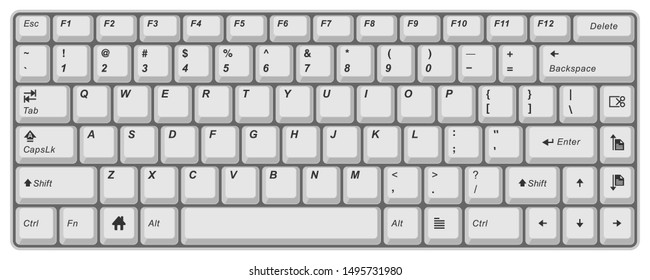 Esc F1 F2 F3 F4 F5 F6 F7 F8 F9 F10 F11 F12 Delete
~ ! @ # $ % ^ & * ( ) — +
` 1 2 3 4 5 6 7 8 9 0 – = ← Backspace
Tab Q W E R T Y U I O P { [ } ] | \
CapsLk A S D F G H J K L : ; " ' ↵ Enter
Shift Z X C V B N M < , > . ? / Shift ↑
Ctrl Fn Alt Alt Ctrl ← ↓ →
shutterstock.com · 1495731980